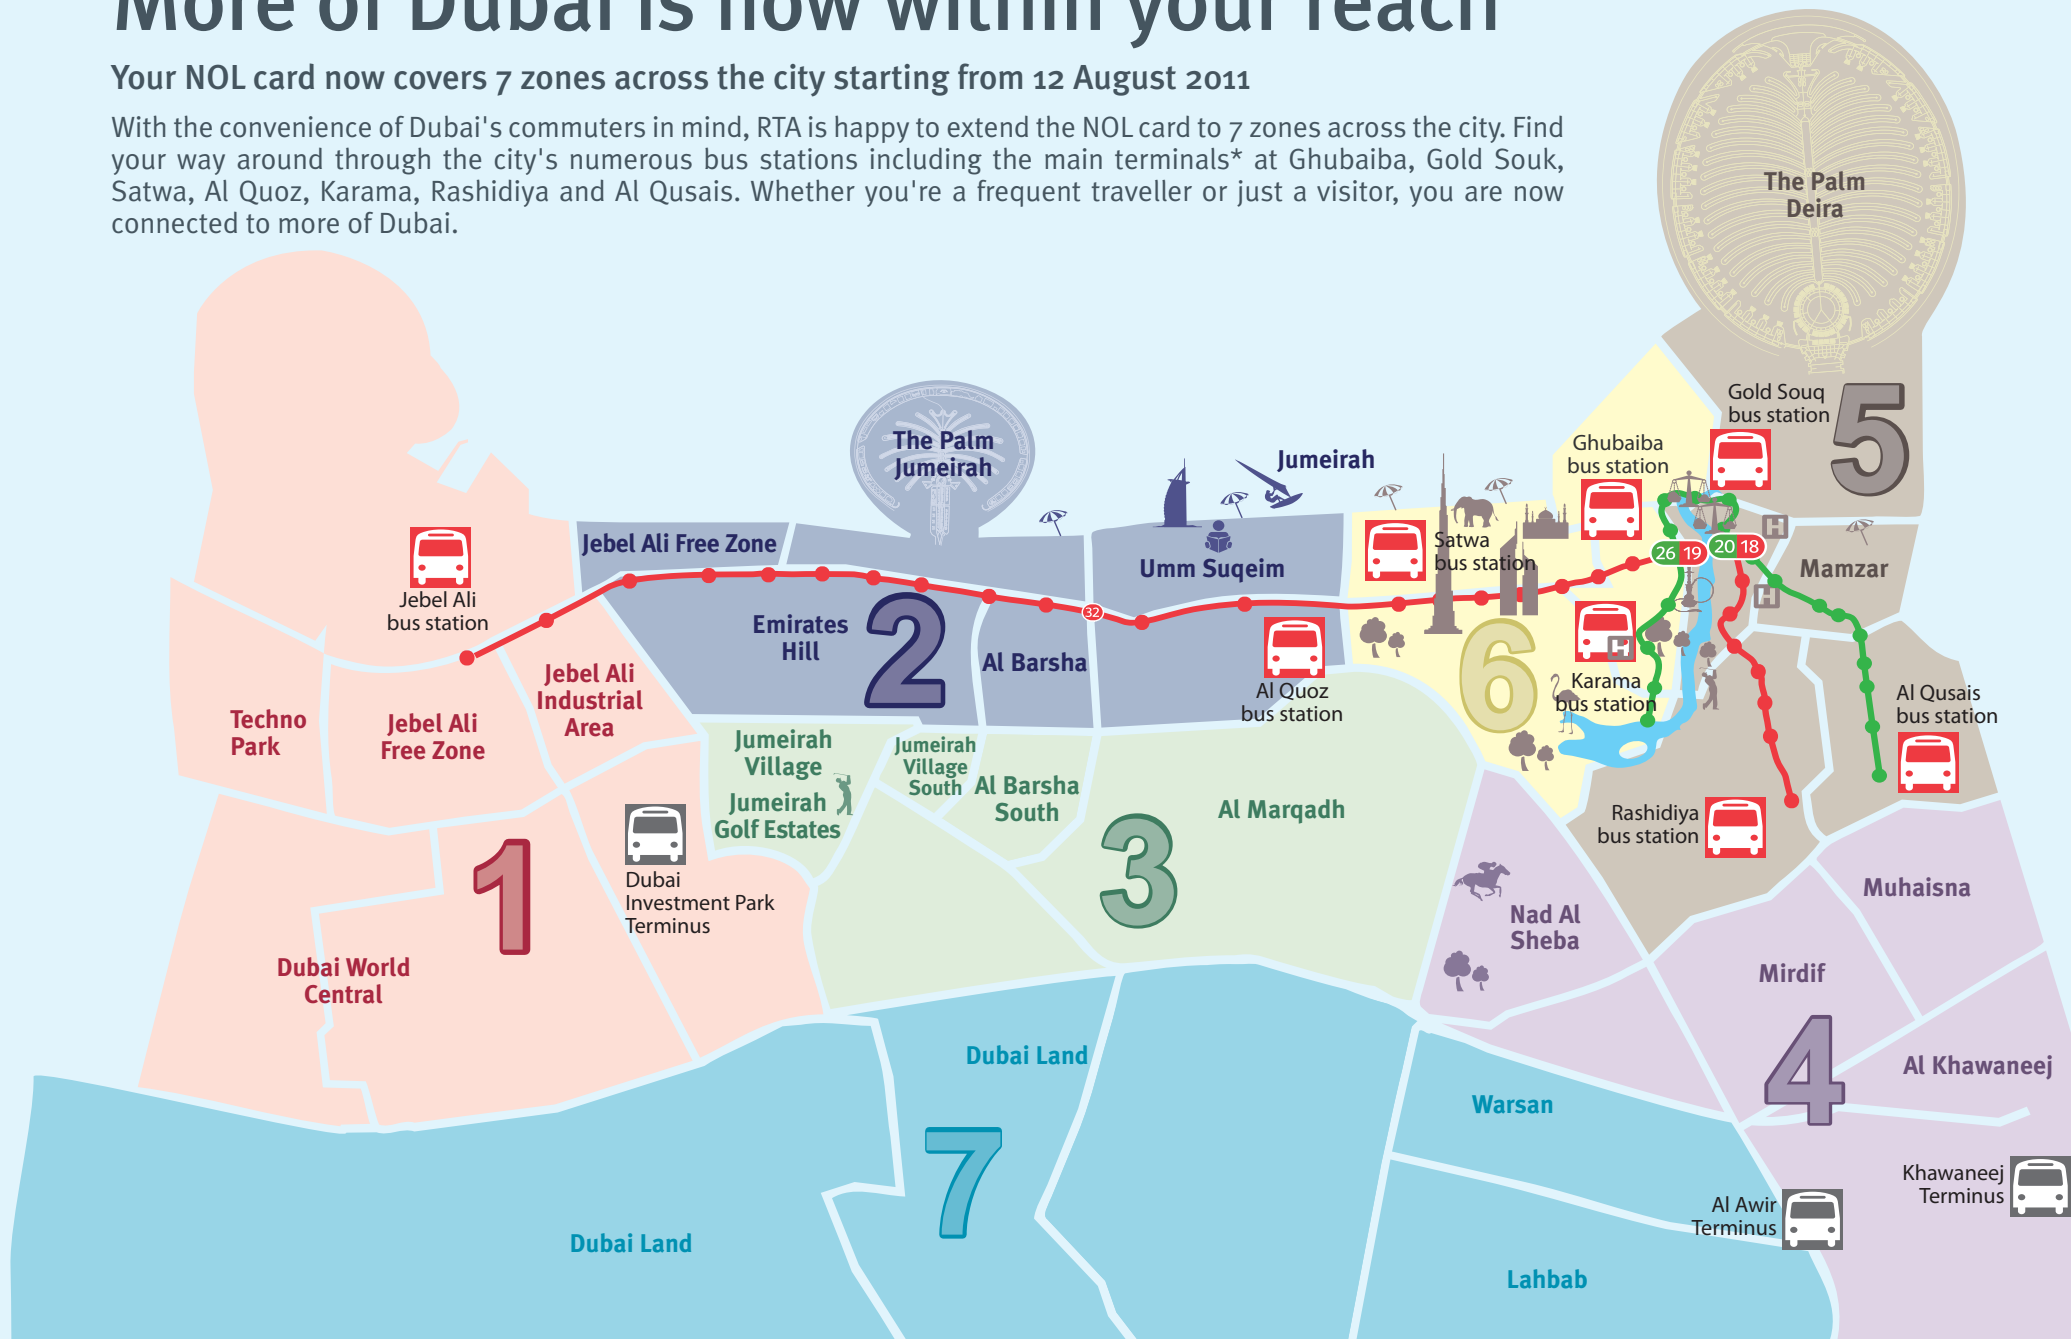 More of Dubai is now within your reach
Your NOL card now covers 7 zones across the city starting from 12 August 2011
With the convenience of Dubai's commuters in mind, RTA is happy to extend the NOL card to 7 zones across the city. Find
your way around through the city's numerous bus stations including the main terminals* at Ghubaiba, Gold Souk,
Satwa, Al Quoz, Karama, Rashidiya and Al Qusais. Whether you're a frequent traveller or just a visitor, you are now
connected to more of Dubai.
The Palm
Deira
Gold Souq
bus station
5
Ghubaiba
bus station
The Palm
Jumeirah
Jumeirah
Jebel Ali Free Zone
Umm Suqeim
Satwa
bus station
H
26 19
20 18
Mamzar
H
Jebel Ali
bus station
32
Emirates
Hill
2
Al Barsha
Al Quoz
bus station
6
H
Karama
bus station
Al Qusais
bus station
Jebel Ali
Industrial
Area
Techno
Park
Jebel Ali
Free Zone
Jumeirah
Village
Jumeirah
Golf Estates
Jumeirah
Village
South
Al Barsha
South
Al Marqadh
3
Rashidiya
bus station
1
Dubai
Investment Park
Terminus
Muhaisna
Nad Al
Sheba
Dubai World
Central
Mirdif
4
Al Khawaneej
Dubai Land
Warsan
7
Khawaneej
Terminus
Al Awir
Terminus
Dubai Land
Lahbab